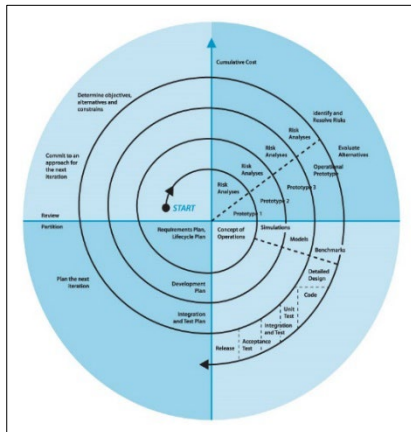 Cumulative Cost
Determine objectives,
alternatives and
constrains
Identify and
Resolve Risks
Risk
Analyses
Evaluate
Alternatives
Commit to an
approach for the
next
iteration
Risk
Analyses
Operational
Prototype
Risk
Analyses
Prototype 3
Risk
Analyses
Prototype 2
START
Prototype 1
Review
Partition
Requirements Plan,
Lifecycle Plan
Concept of
Operations
Simulations
Models
Benchmarks
Plan the next
iteration
Development
Plan
Detailed
Design
Code
Integration
and Test Plan
Unit
Test
Integration
and Test
Acceptance
Test
Release